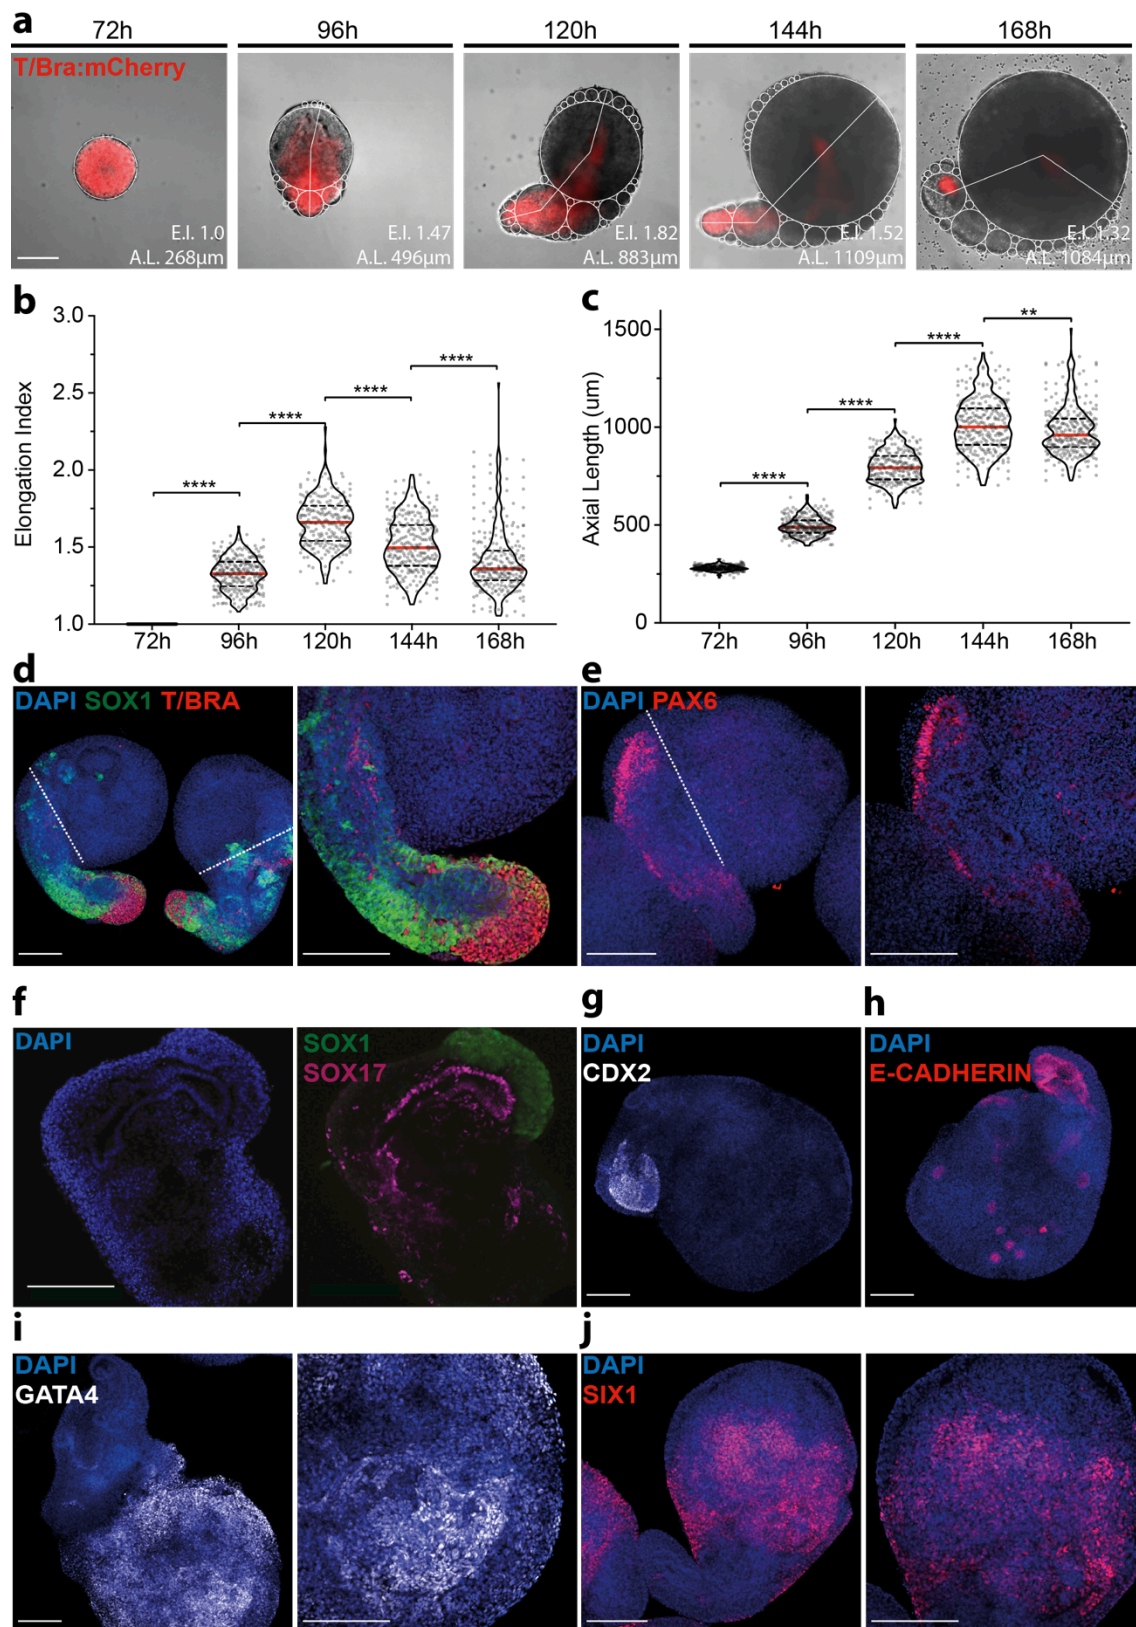 a
72h 96h 120h 144h 168h
T/Bra:mCherry
E.I. 1.0 E.I. 1.47 E.I. 1.82 E.I. 1.52 E.I. 1.32
A.L. 268µm A.L. 496µm A.L. 883µm A.L. 1109µm A.L. 1084µm
b
3.0
2.5
2.0
1.5
1.0
Elongation Index
**** **** **** ****
72h 96h 120h 144h 168h
c
1500
1000
500
0
Axial Length (um)
**** **** **** **
72h 96h 120h 144h 168h
d
DAPI SOX1 T/BRA
e
DAPI PAX6
f
DAPI
SOX1
SOX17
g
DAPI
CDX2
h
DAPI
E-CADHERIN
i
DAPI
GATA4
j
DAPI
SIX1